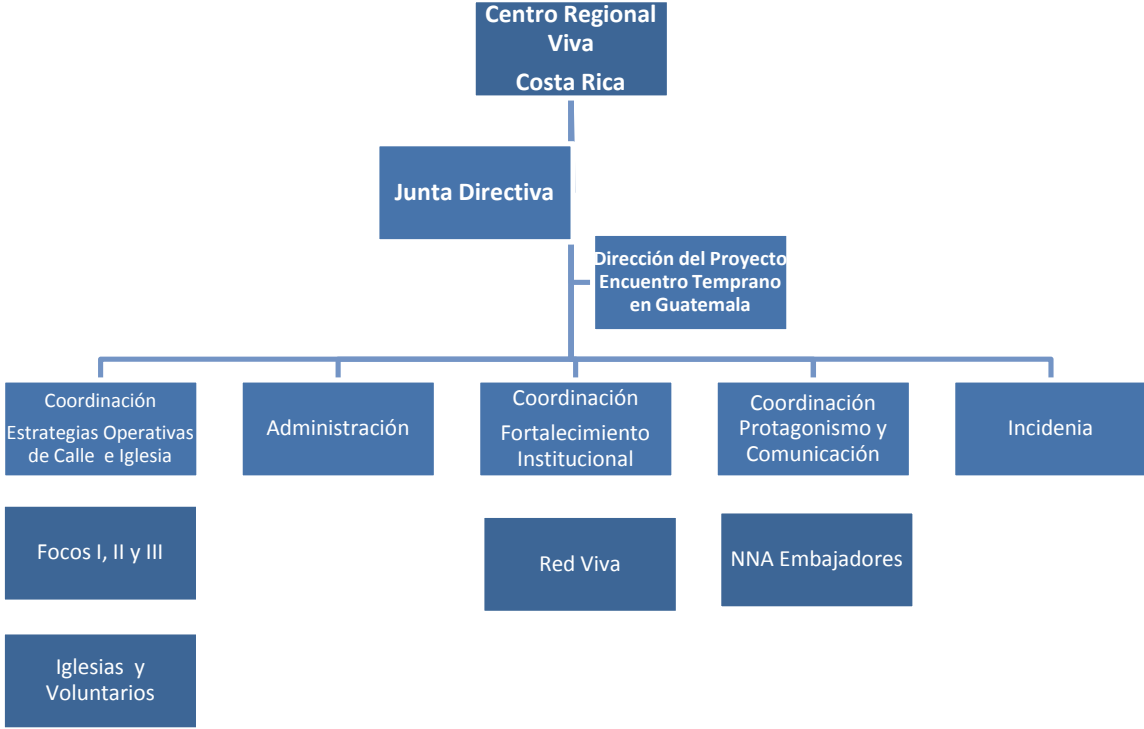 Centro Regional
Viva
Costa Rica
Junta Directiva
Dirección del Proyecto
Encuentro Temprano
en Guatemala
Coordinación
Estrategias Operativas
de Calle e Iglesia
Administración
Coordinación
Fortalecimiento
Institucional
Coordinación
Protagonismo y
Comunicación
Incidenia
Focos I, II y III
Red Viva
NNA Embajadores
Iglesias y
Voluntarios